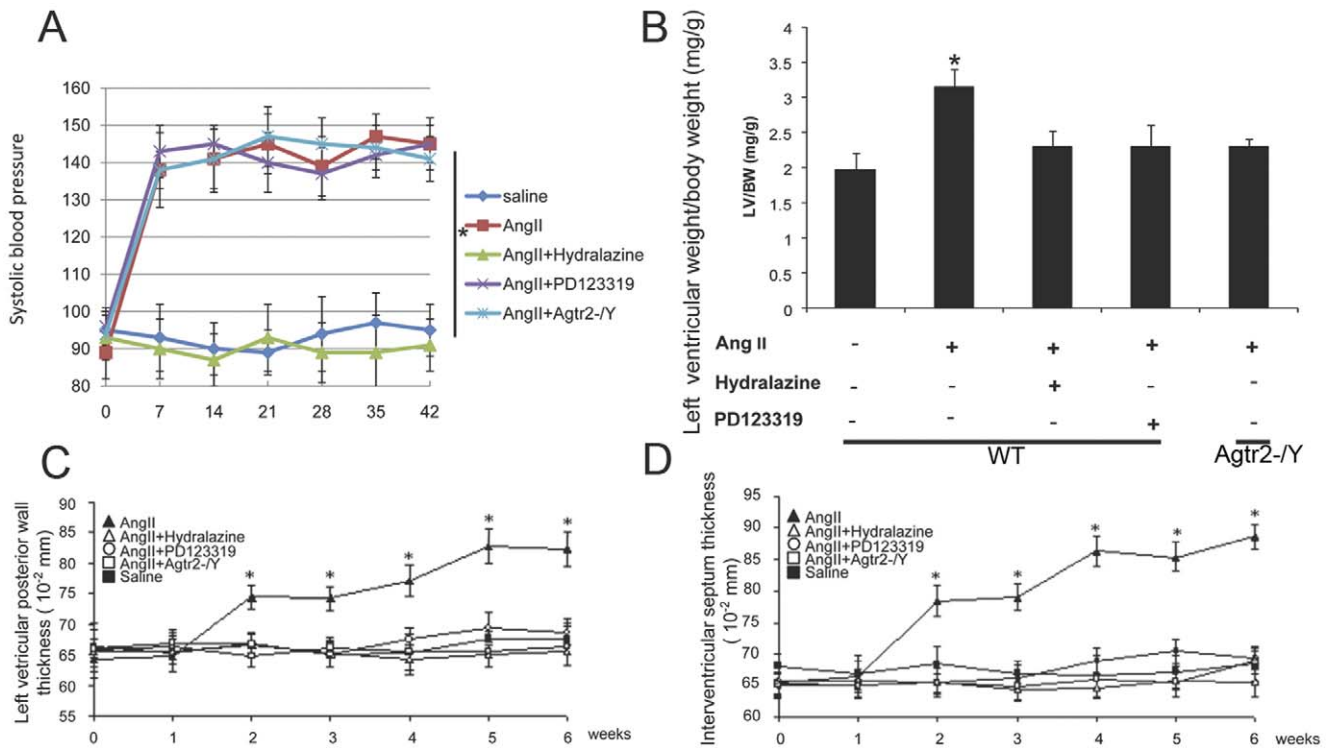 A
Systolic blood pressure
160
150
140
130
120
110
100
90
80
0 7 14 21 28 35 42
*
saline
AngII
AngII+Hydralazine
AngII+PD123319
AngII+Agtr2-/Y
B
Left ventricular weight/body weight (mg/g)
LV/BW (mg/g)
4
3.5
3
2.5
2
1.5
1
0.5
0
*
Ang II - + + + +
Hydralazine - - + - -
PD123319 - - - + -
WT Agtr2-/Y
C
Left vetricular posterior wall
thickness ( 10-2 mm)
90
85
80
75
70
65
60
55
AngII
AngII+Hydralazine
AngII+PD123319
AngII+Agtr2-/Y
Saline
* * * * *
0 1 2 3 4 5 6 weeks
D
Interventricular septum thickness
( 10-2 mm)
95
90
85
80
75
70
65
60
AngII
AngII+Hydralazine
AngII+PD123319
AngII+Agtr2-/Y
Saline
* * * * *
0 1 2 3 4 5 6 weeks